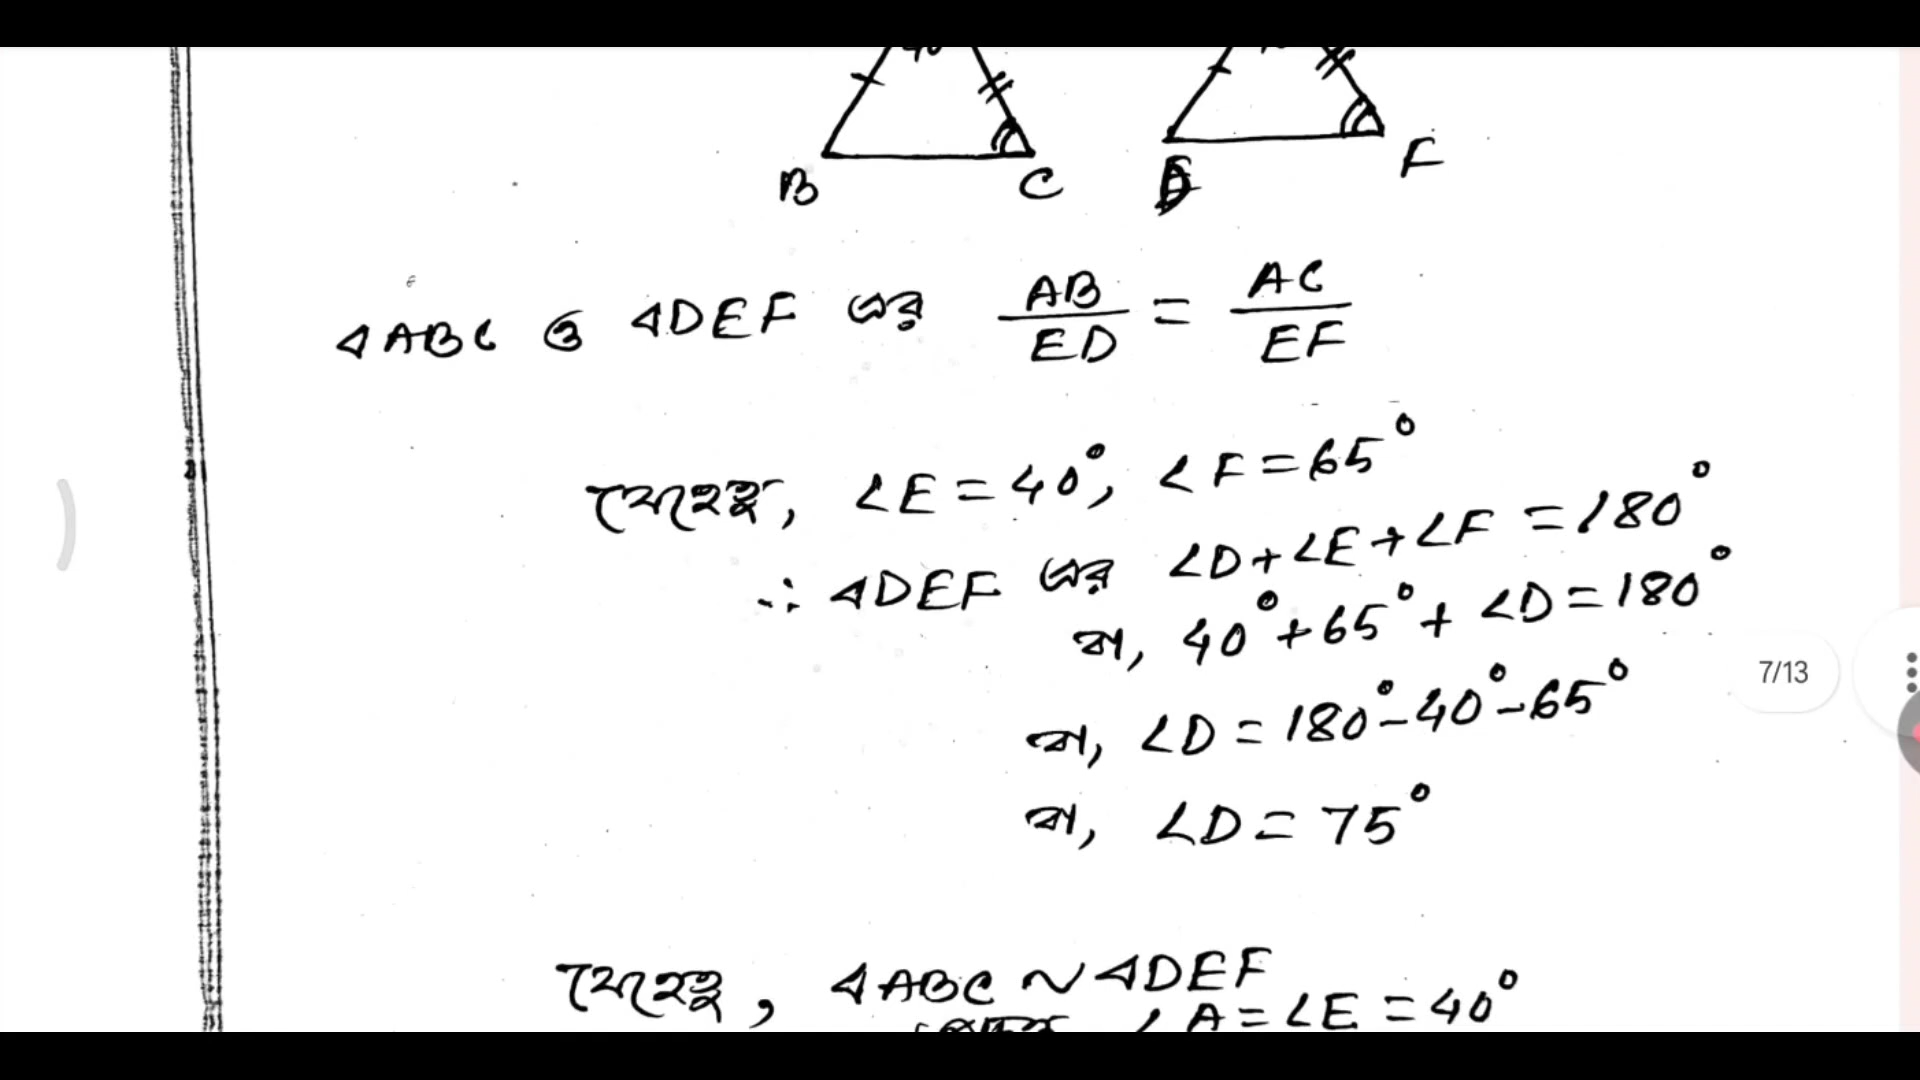 40
B C F
⊿ABC ও ⊿DEF এর AB/ED = AC/EF
যেহেতু, ∠E = 40°, ∠F = 65°
∴ ⊿DEF এর ∠D + ∠E + ∠F = 180°
বা, 40° + 65° + ∠D = 180°
বা, ∠D = 180° - 40° - 65°
7/13
বা, ∠D = 75°
যেহেতু, ⊿ABC ~ ⊿DEF
∠A = ∠E = 40°